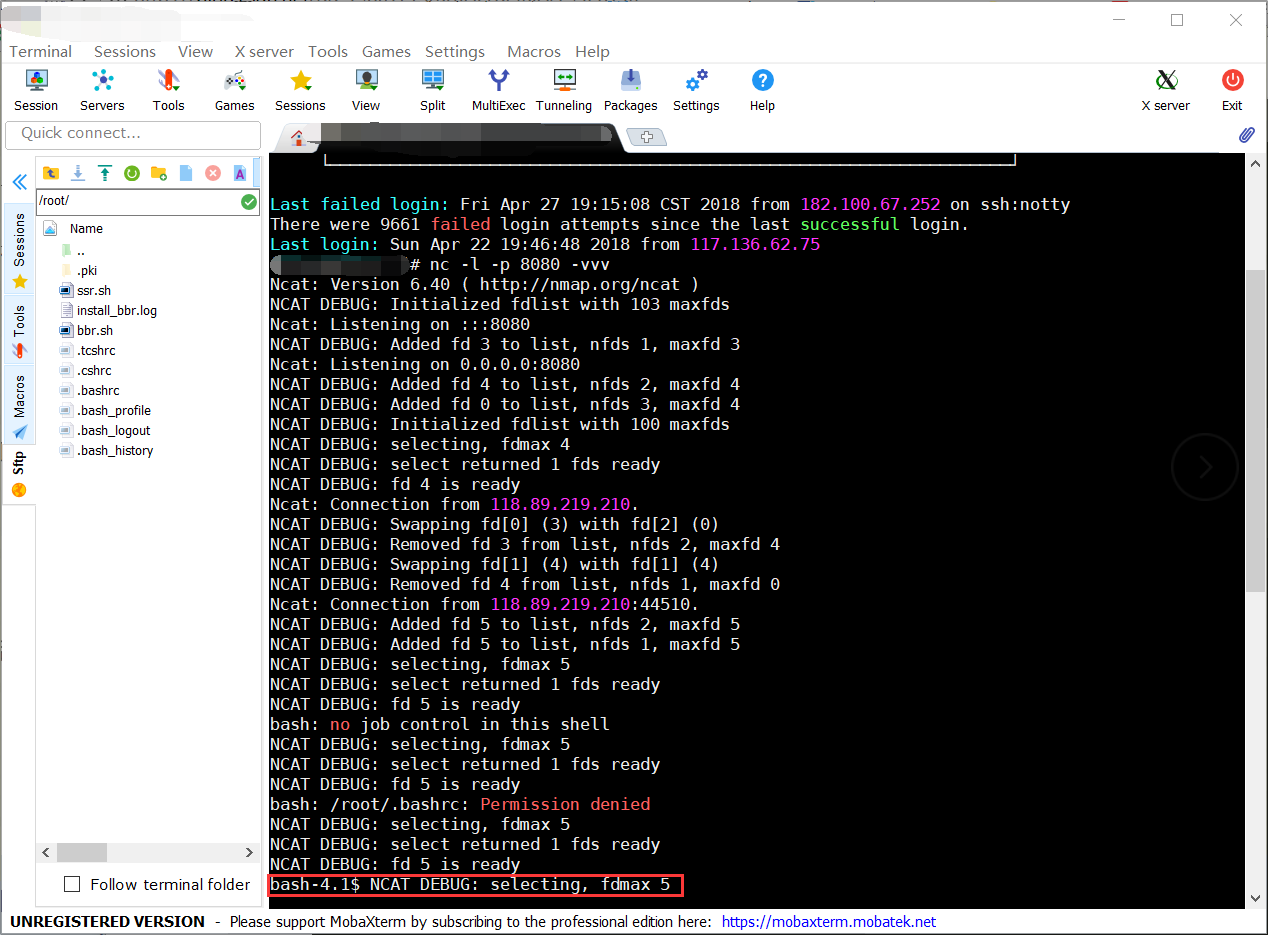 Terminal Sessions View X server Tools Games Settings Macros Help
Session Servers Tools Games Sessions View Split MultiExec Tunneling Packages Settings Help X server Exit
Quick connect...
/root/
Name
..
.pki
ssr.sh
install_bbr.log
bbr.sh
.tcshrc
.cshrc
.bashrc
.bash_profile
.bash_logout
.bash_history
Sessions
Tools
Macros
Sftp
Follow terminal folder
Last failed login: Fri Apr 27 19:15:08 CST 2018 from 182.100.67.252 on ssh:notty
There were 9661 failed login attempts since the last successful login.
Last login: Sun Apr 22 19:46:48 2018 from 117.136.62.75
# nc -l -p 8080 -vvv
Ncat: Version 6.40 ( http://nmap.org/ncat )
NCAT DEBUG: Initialized fdlist with 103 maxfds
Ncat: Listening on :::8080
NCAT DEBUG: Added fd 3 to list, nfds 1, maxfd 3
Ncat: Listening on 0.0.0.0:8080
NCAT DEBUG: Added fd 4 to list, nfds 2, maxfd 4
NCAT DEBUG: Added fd 0 to list, nfds 3, maxfd 4
NCAT DEBUG: Initialized fdlist with 100 maxfds
NCAT DEBUG: selecting, fdmax 4
NCAT DEBUG: select returned 1 fds ready
NCAT DEBUG: fd 4 is ready
Ncat: Connection from 118.89.219.210.
NCAT DEBUG: Swapping fd[0] (3) with fd[2] (0)
NCAT DEBUG: Removed fd 3 from list, nfds 2, maxfd 4
NCAT DEBUG: Swapping fd[1] (4) with fd[1] (4)
NCAT DEBUG: Removed fd 4 from list, nfds 1, maxfd 0
Ncat: Connection from 118.89.219.210:44510.
NCAT DEBUG: Added fd 5 to list, nfds 2, maxfd 5
NCAT DEBUG: Added fd 5 to list, nfds 1, maxfd 5
NCAT DEBUG: selecting, fdmax 5
NCAT DEBUG: select returned 1 fds ready
NCAT DEBUG: fd 5 is ready
bash: no job control in this shell
NCAT DEBUG: selecting, fdmax 5
NCAT DEBUG: select returned 1 fds ready
NCAT DEBUG: fd 5 is ready
bash: /root/.bashrc: Permission denied
NCAT DEBUG: selecting, fdmax 5
NCAT DEBUG: select returned 1 fds ready
NCAT DEBUG: fd 5 is ready
bash-4.1$ NCAT DEBUG: selecting, fdmax 5
UNREGISTERED VERSION - Please support MobaXterm by subscribing to the professional edition here: https://mobaxterm.mobatek.net